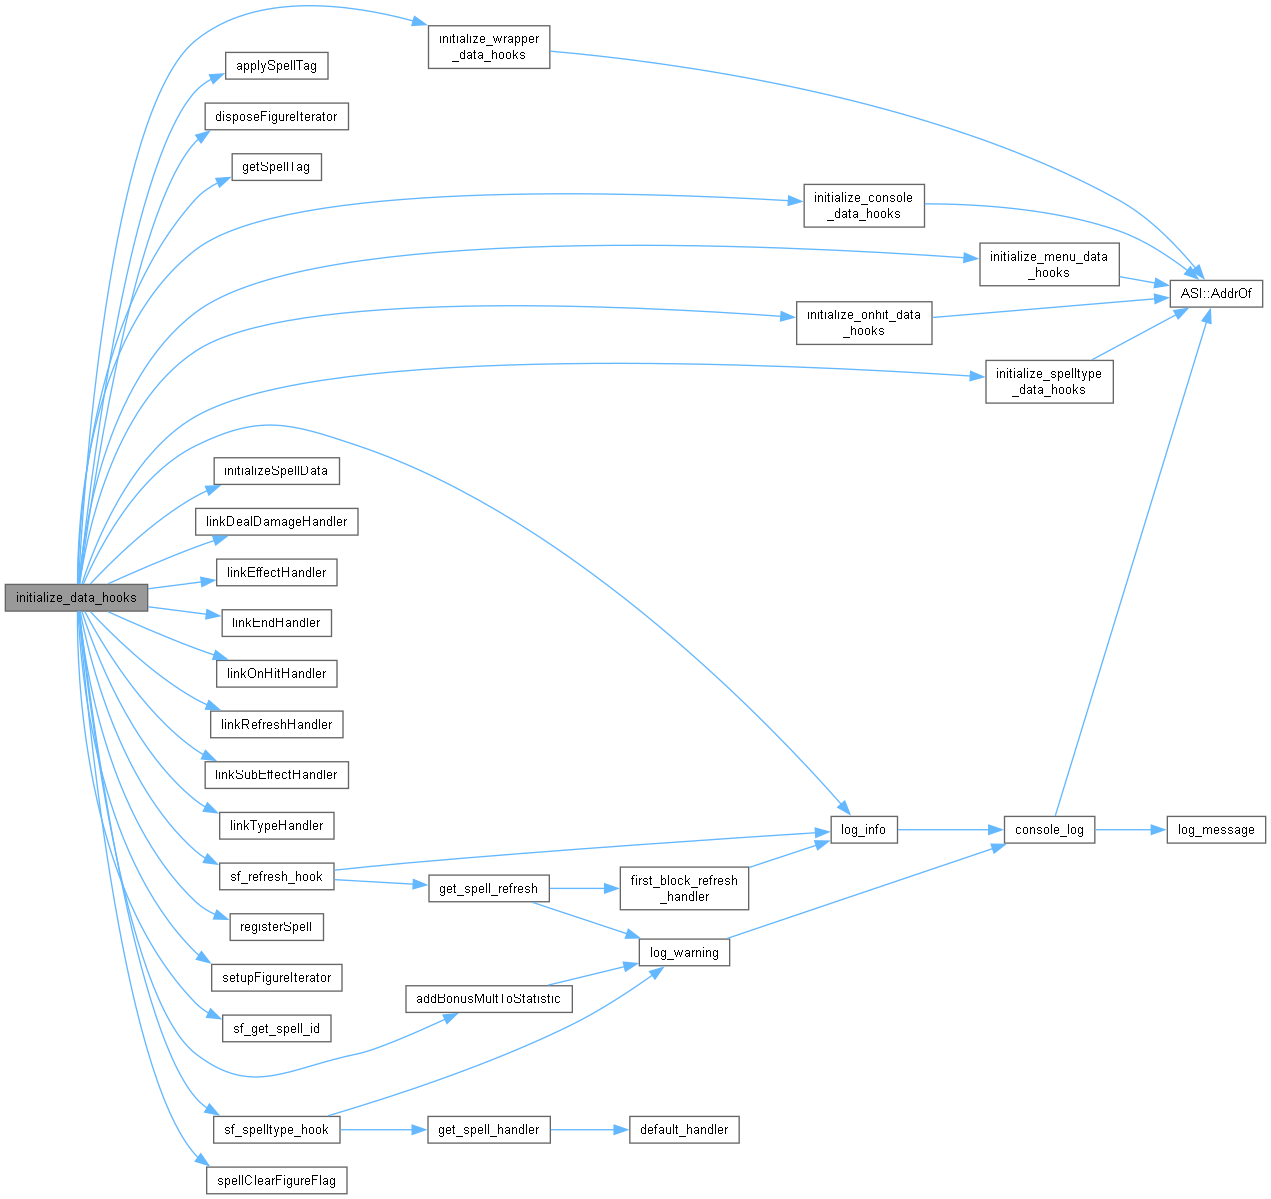 initialize_wrapper
_data_hooks
applySpellTag
disposeFigureIterator
getSpellTag
initialize_console
_data_hooks
initialize_menu_data
_hooks
ASI::AddrOf
initialize_onhit_data
_hooks
initialize_spelltype
_data_hooks
initializeSpellData
linkDealDamageHandler
linkEffectHandler
initialize_data_hooks
linkEndHandler
linkOnHitHandler
linkRefreshHandler
linkSubEffectHandler
linkTypeHandler
log_info
console_log
log_message
sf_refresh_hook
get_spell_refresh
first_block_refresh
_handler
registerSpell
log_warning
setupFigureIterator
addBonusMultToStatistic
sf_get_spell_id
sf_spelltype_hook
get_spell_handler
default_handler
spellClearFigureFlag